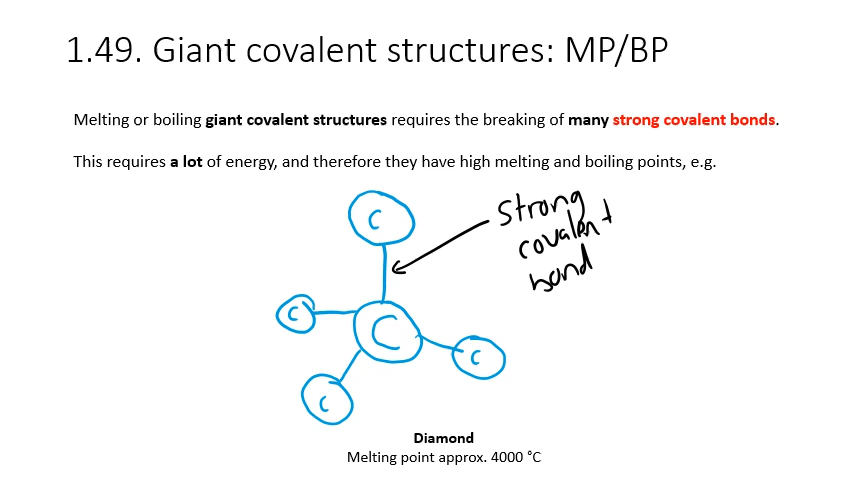 1.49. Giant covalent structures: MP/BP
Melting or boiling giant covalent structures requires the breaking of many strong covalent bonds.
This requires a lot of energy, and therefore they have high melting and boiling points, e.g.
C
strong
covalent
bond
C
C
C
C
Diamond
Melting point approx. 4000 °C